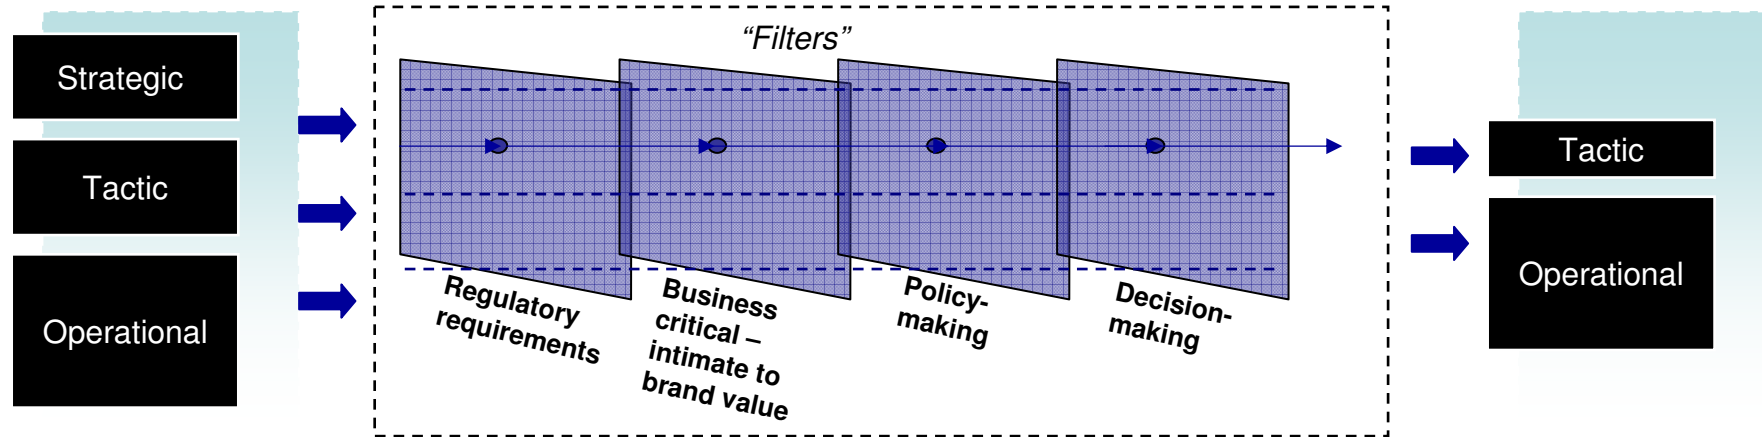 “Filters”
Strategic
Tactic
Operational
Regulatory
requirements
Business
critical –
intimate to
brand value
Policy-
making
Decision-
making
Tactic
Operational